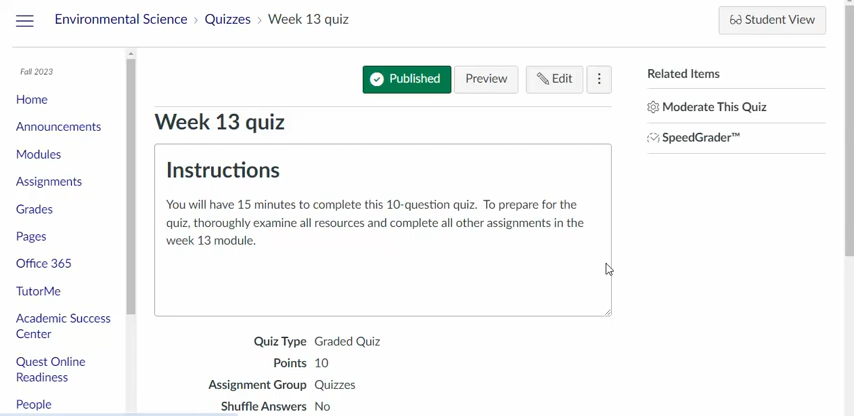 Environmental Science › Quizzes › Week 13 quiz
Student View
Fall 2023
Home
Announcements
Modules
Assignments
Grades
Pages
Office 365
TutorMe
Academic Success
Center
Quest Online
Readiness
People
Published
Preview
Edit
Week 13 quiz
Instructions
You will have 15 minutes to complete this 10-question quiz. To prepare for the
quiz, thoroughly examine all resources and complete all other assignments in the
week 13 module.
Quiz Type Graded Quiz
Points 10
Assignment Group Quizzes
Shuffle Answers No
Related Items
Moderate This Quiz
SpeedGrader™